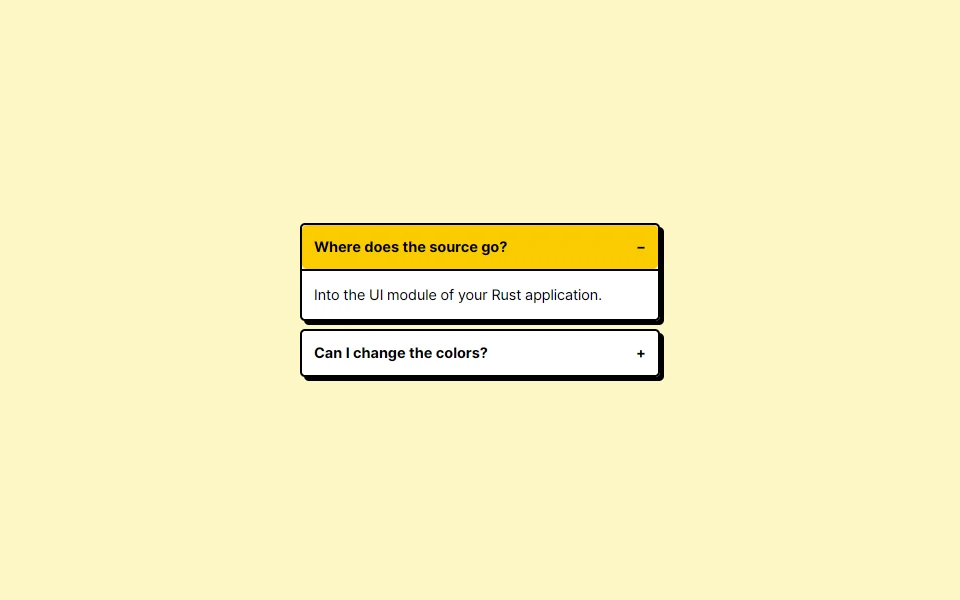 Where does the source go? −
Into the UI module of your Rust application.
Can I change the colors? +